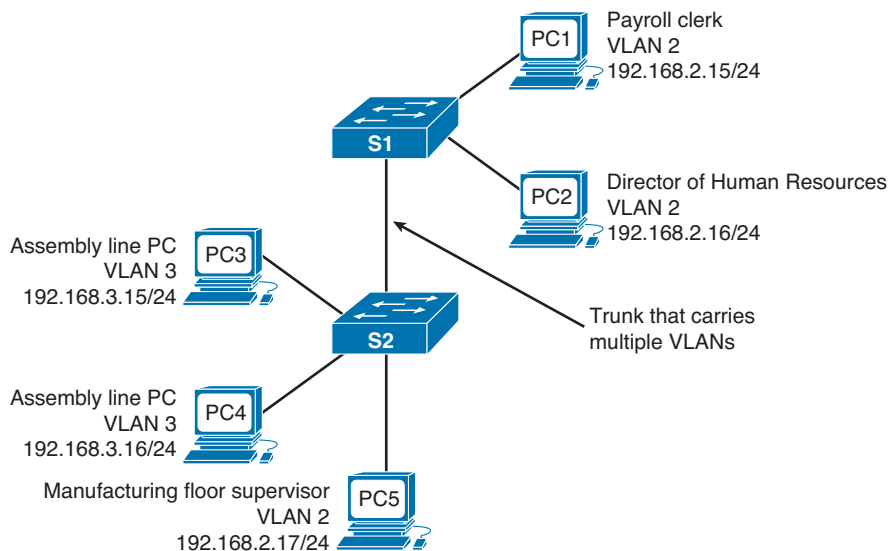 PC1
Payroll clerk
VLAN 2
192.168.2.15/24
S1
PC2
Director of Human Resources
VLAN 2
192.168.2.16/24
Assembly line PC
VLAN 3
192.168.3.15/24
PC3
Trunk that carries
multiple VLANs
S2
Assembly line PC
VLAN 3
192.168.3.16/24
PC4
Manufacturing floor supervisor
VLAN 2
192.168.2.17/24
PC5